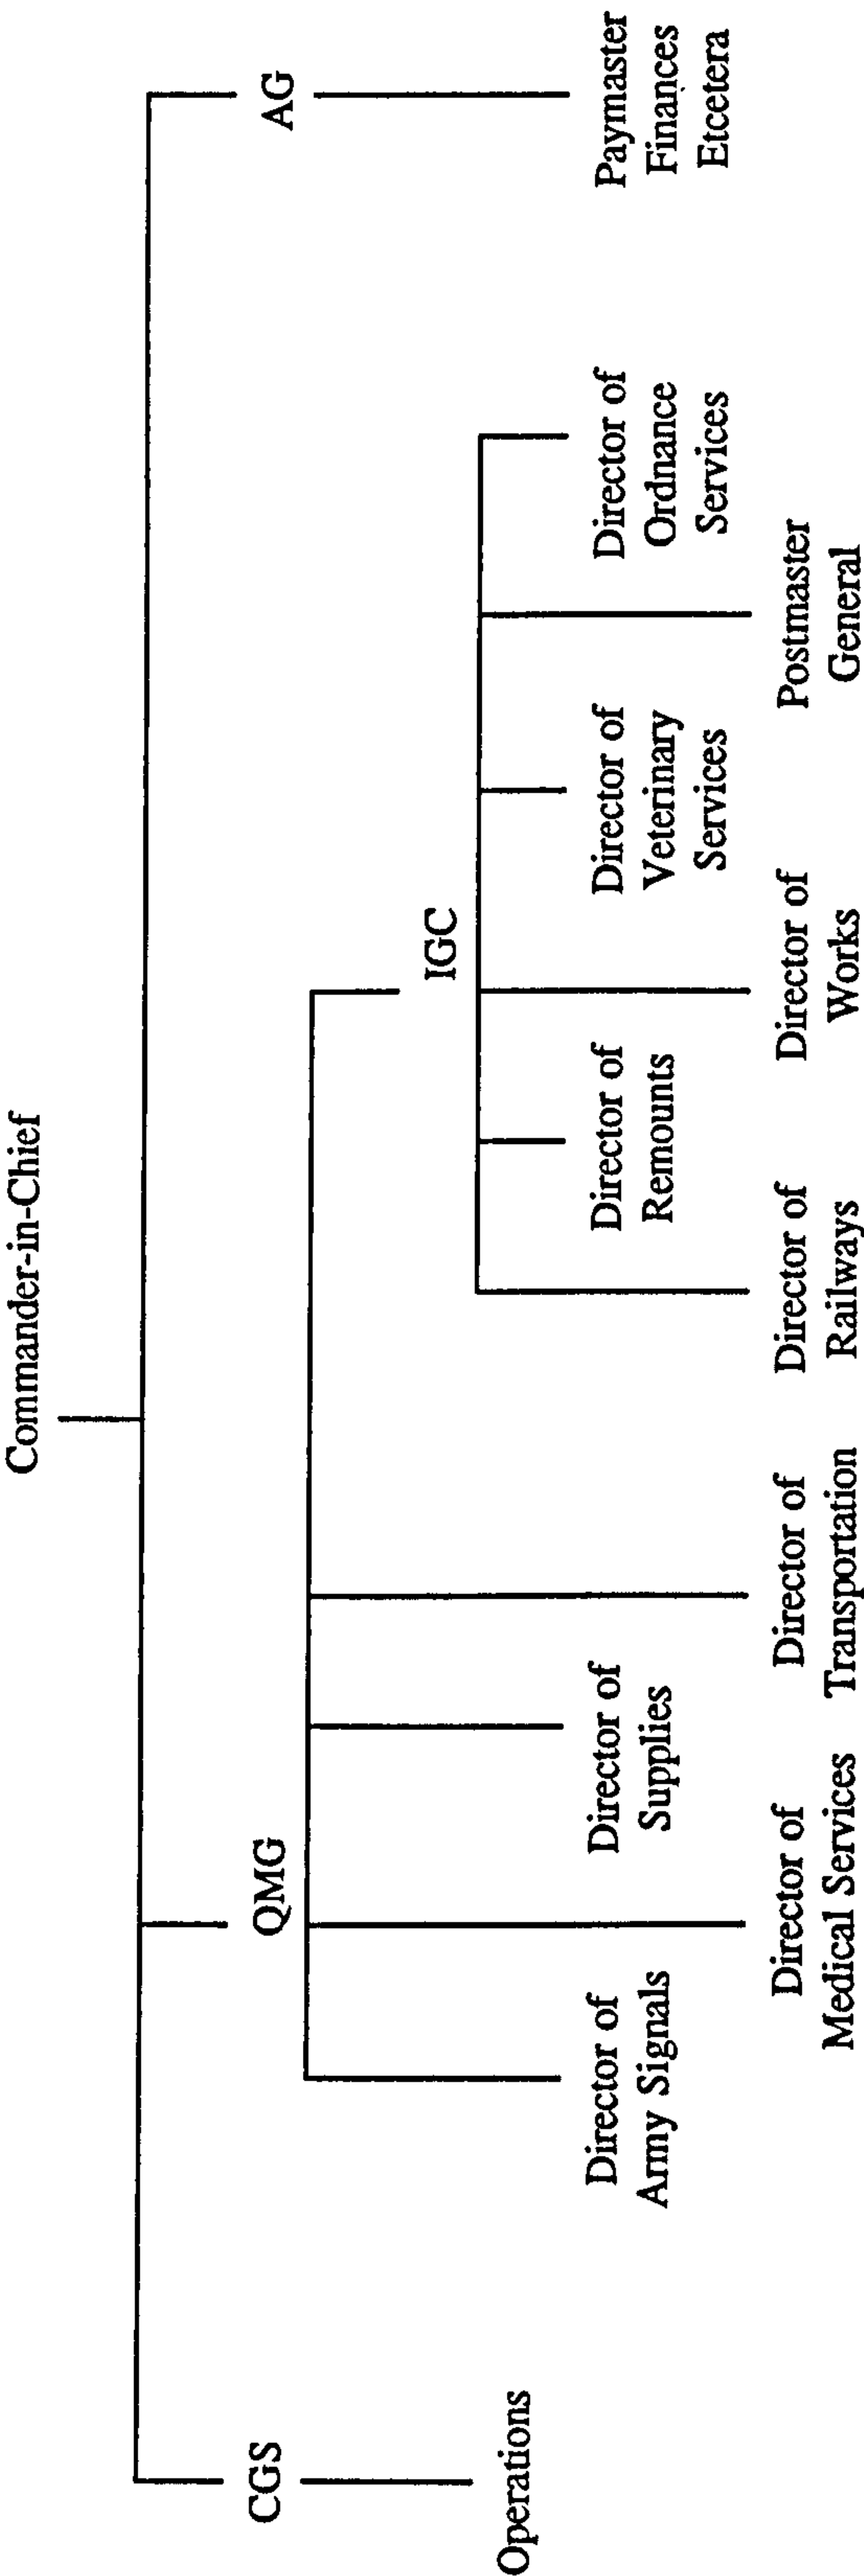 Commander-in-Chief
CGS
QMG
AG
IGC
Operations
Director of
Army Signals
Director of
Supplies
Director of
Remounts
Director of
Veterinary
Services
Director of
Ordnance
Services
Paymaster
Finances
Etcetera
Director of
Medical Services
Director of
Transportation
Director of
Railways
Director of
Works
Postmaster
General